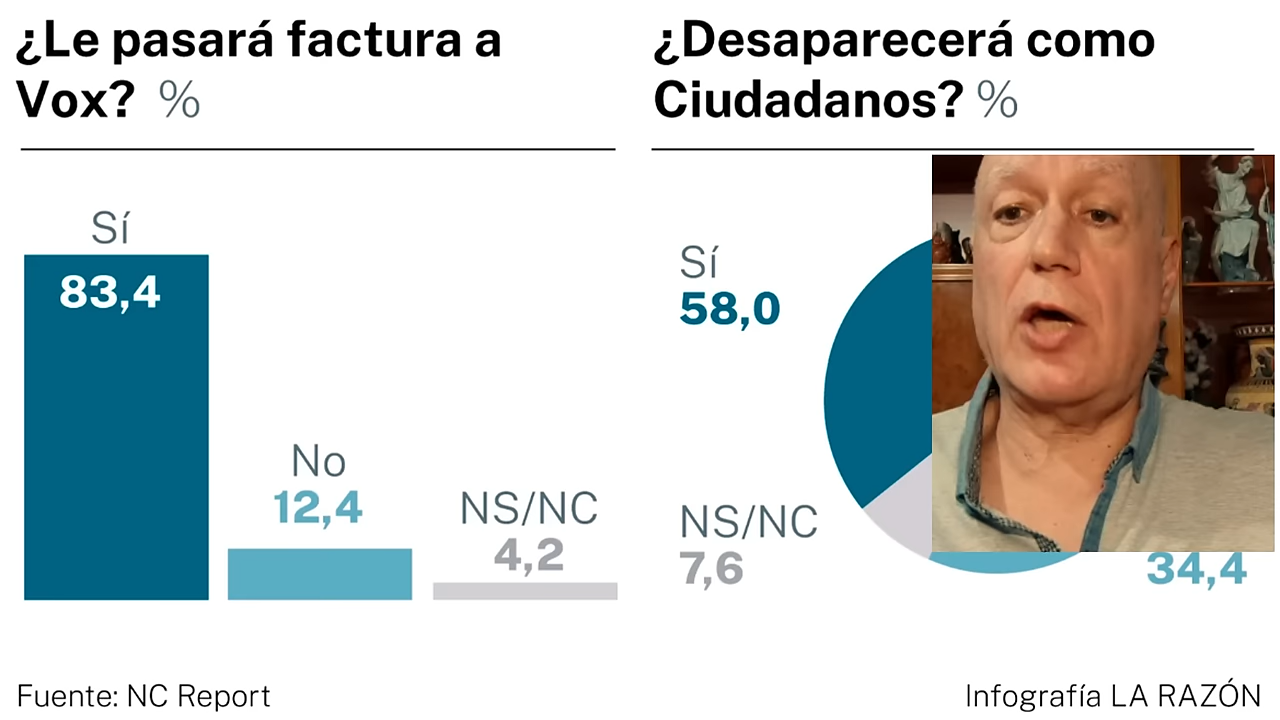 ¿Le pasará factura a
Vox? %
Sí
83,4
No
12,4
NS/NC
4,2
¿Desaparecerá como
Ciudadanos? %
Sí
58,0
NS/NC
7,6
34,4
Fuente: NC Report
Infografía LA RAZÓN